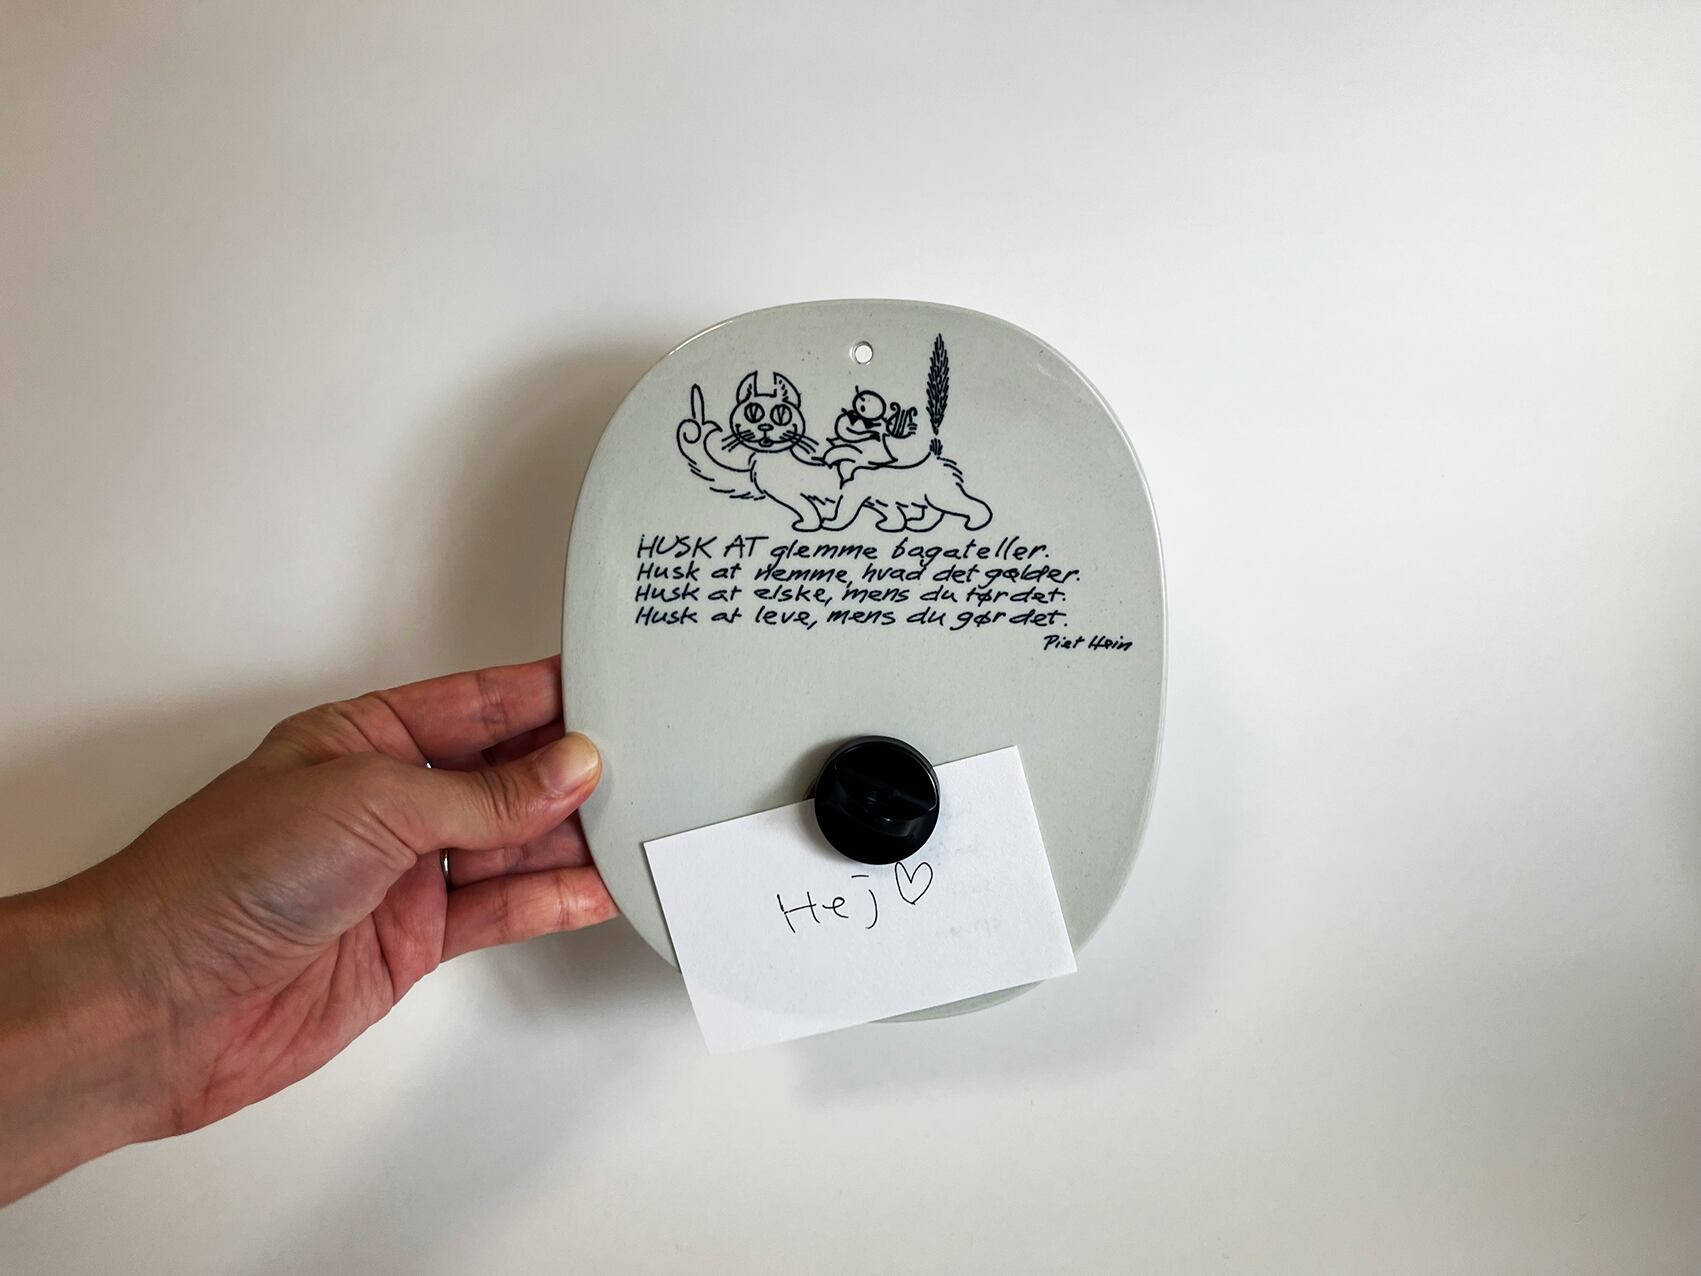 HUSK AT glemme bagateller.
Husk at nemme, hvad det gælder.
Husk at elske, mens du tør det.
Husk at leve, mens du gør det.
Piet Hein
Hej